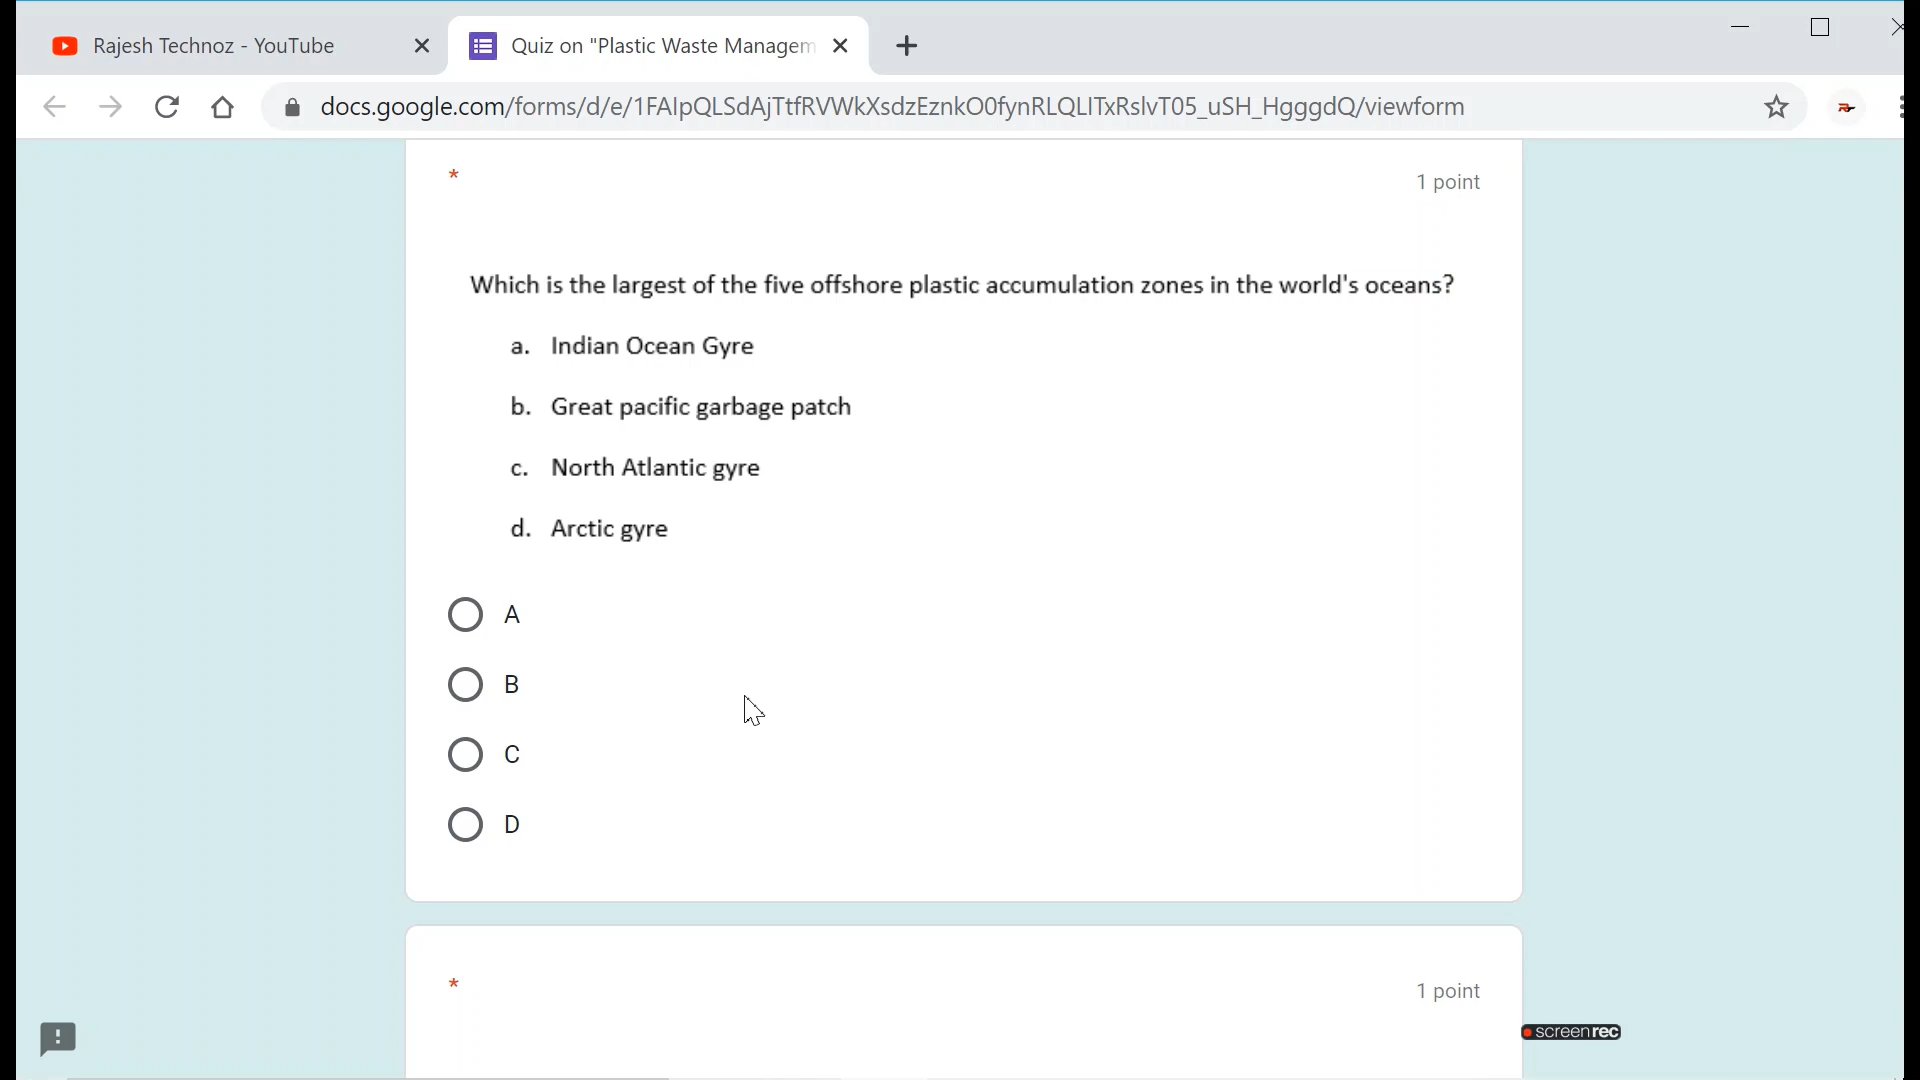 Rajesh Technoz - YouTube
Quiz on "Plastic Waste Managem
docs.google.com/forms/d/e/1FAIpQLSdAjTtfRVWkXsdzEznkO0fynRLQLITxRslvT05_uSH_HgggdQ/viewform
*
1 point
Which is the largest of the five offshore plastic accumulation zones in the world's oceans?
a. Indian Ocean Gyre
b. Great pacific garbage patch
c. North Atlantic gyre
d. Arctic gyre
A
B
C
D
*
1 point
screenrec